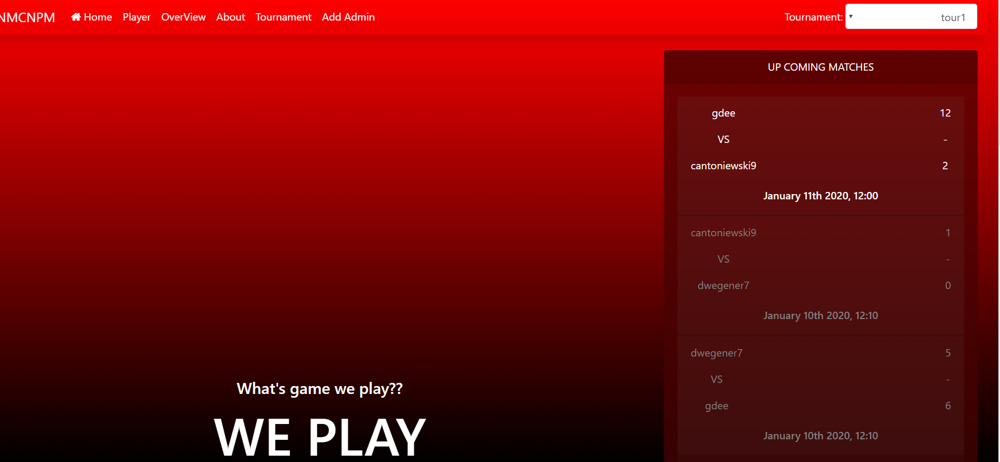 NMCNPM Home Player OverView About Tournament Add Admin Tournament: tour1
UP COMING MATCHES
gdee 12
VS -
cantoniewski9 2
January 11th 2020, 12:00
cantoniewski9 1
VS -
dwegener7 0
January 10th 2020, 12:10
dwegener7 5
VS -
gdee 6
January 10th 2020, 12:10
What's game we play??
WE PLAY